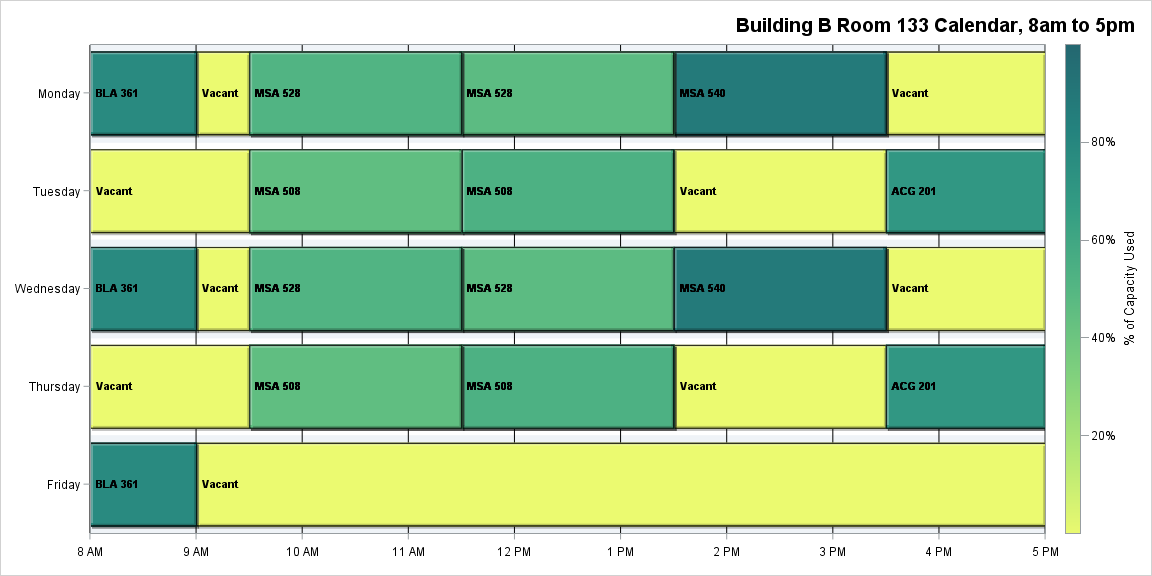 Building B Room 133 Calendar, 8am to 5pm
Monday
BLA 361
Vacant
MSA 528
MSA 528
MSA 540
Vacant
Tuesday
Vacant
MSA 508
MSA 508
Vacant
ACG 201
Wednesday
BLA 361
Vacant
MSA 528
MSA 528
MSA 540
Vacant
Thursday
Vacant
MSA 508
MSA 508
Vacant
ACG 201
Friday
BLA 361
Vacant
8 AM
9 AM
10 AM
11 AM
12 PM
1 PM
2 PM
3 PM
4 PM
5 PM
80%
60%
40%
20%
% of Capacity Used